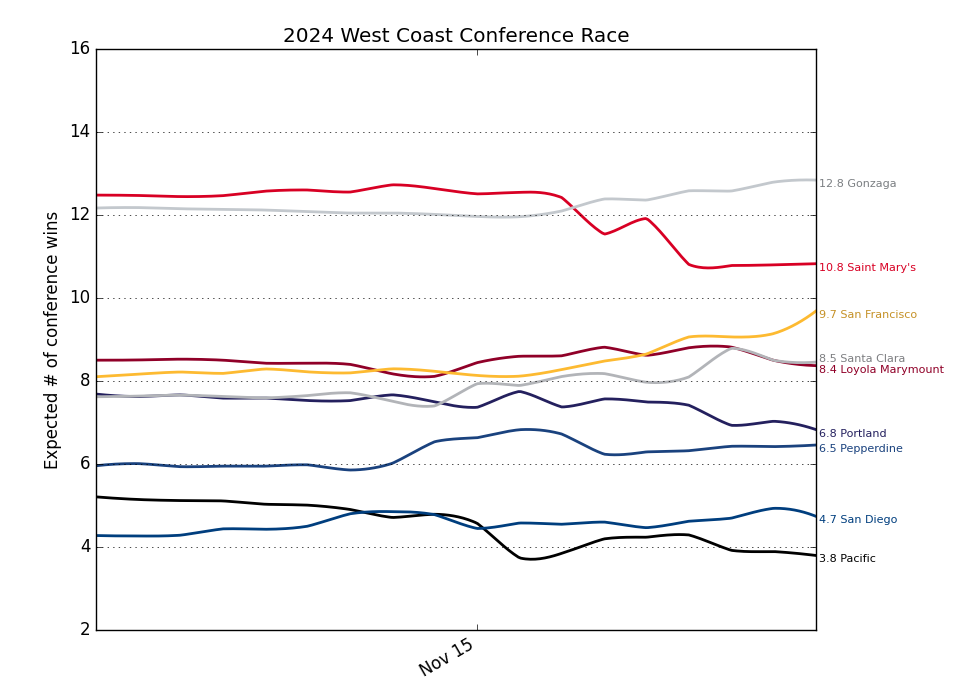 2024 West Coast Conference Race
Expected # of conference wins
16
14
12
10
8
6
4
2
12.8 Gonzaga
10.8 Saint Mary's
9.7 San Francisco
8.5 Santa Clara
8.4 Loyola Marymount
6.8 Portland
6.5 Pepperdine
4.7 San Diego
3.8 Pacific
Nov 15